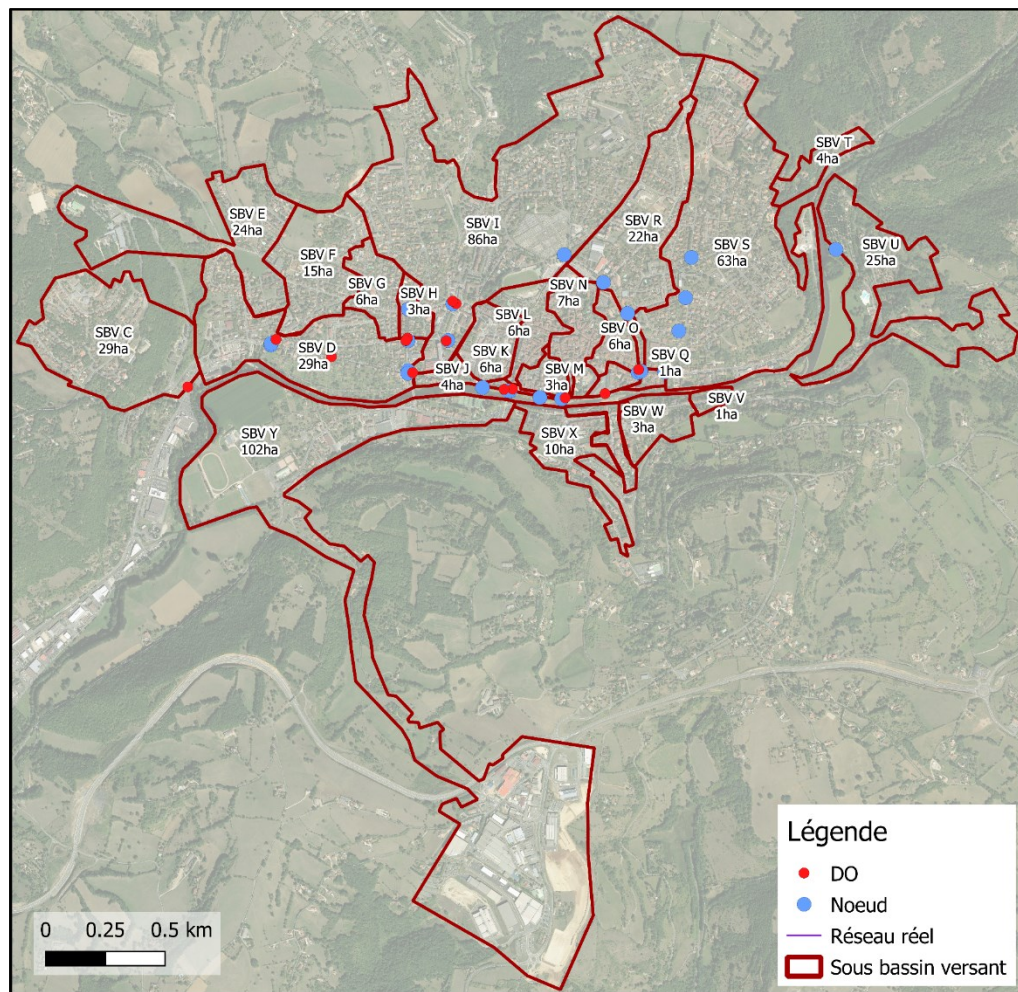 SBV T
4ha
SBV E
24ha
SBV I
86ha
SBV R
22ha
SBV S
63ha
SBV U
25ha
SBV F
15ha
SBV G
6ha
SBV H
3ha
SBV N
7ha
SBV L
6ha
SBV O
6ha
SBV C
29ha
SBV D
29ha
SBV K
6ha
SBV J
4ha
SBV M
3ha
SBV Q
1ha
SBV V
1ha
SBV W
3ha
SBV X
10ha
SBV Y
102ha
Légende
DO
Noeud
Réseau réel
Sous bassin versant
0 0.25 0.5 km